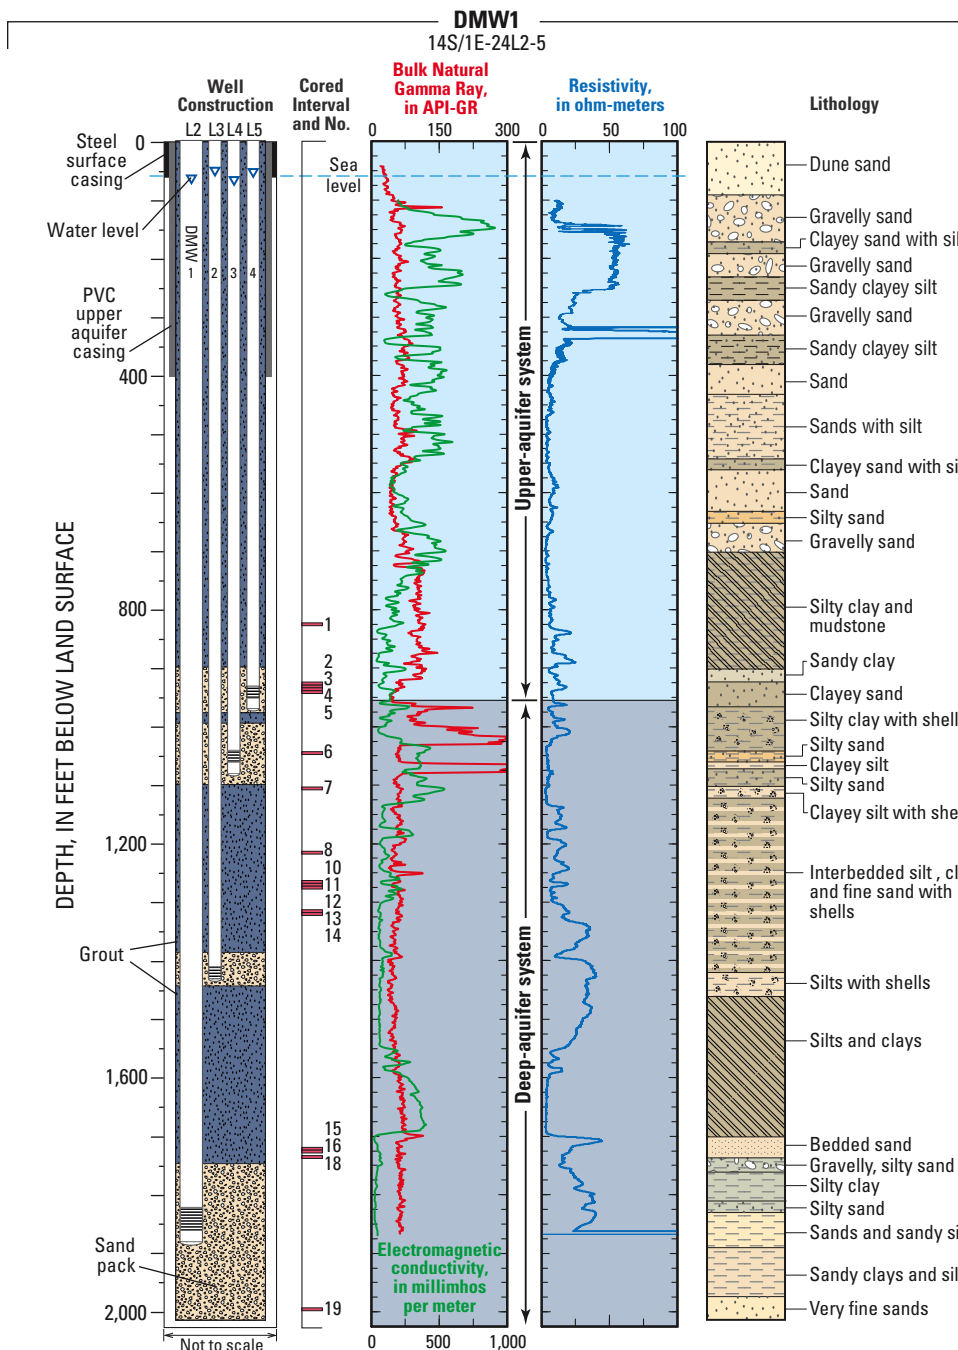 DMW1
14S/1E-24L2-5
Well
Construction
Cored
Interval
and No.
Bulk Natural
Gamma Ray,
in API-GR
Resistivity,
in ohm-meters
Lithology
L2 L3 L4 L5
0 150 300
0 50 100
0
400
800
1,200
1,600
2,000
DEPTH, IN FEET BELOW LAND SURFACE
Steel
surface
casing
Water level
PVC
upper
aquifer
casing
Grout
Sand
pack
DMW
1
2
3
4
Sea
level
1
2
3
4
5
6
7
8
10
11
12
13
14
15
16
18
19
Upper-aquifer system
Deep-aquifer system
Electromagnetic
conductivity,
in millimhos
per meter
0 500 1,000
Not to scale
Dune sand
Gravelly sand
Clayey sand with sil
Gravelly sand
Sandy clayey silt
Gravelly sand
Sandy clayey silt
Sand
Sands with silt
Clayey sand with si
Sand
Silty sand
Gravelly sand
Silty clay and
mudstone
Sandy clay
Clayey sand
Silty clay with shell
Silty sand
Clayey silt
Silty sand
Clayey silt with she
Interbedded silt , cl
and fine sand with
shells
Silts with shells
Silts and clays
Bedded sand
Gravelly, silty sand
Silty clay
Silty sand
Sands and sandy si
Sandy clays and sil
Very fine sands